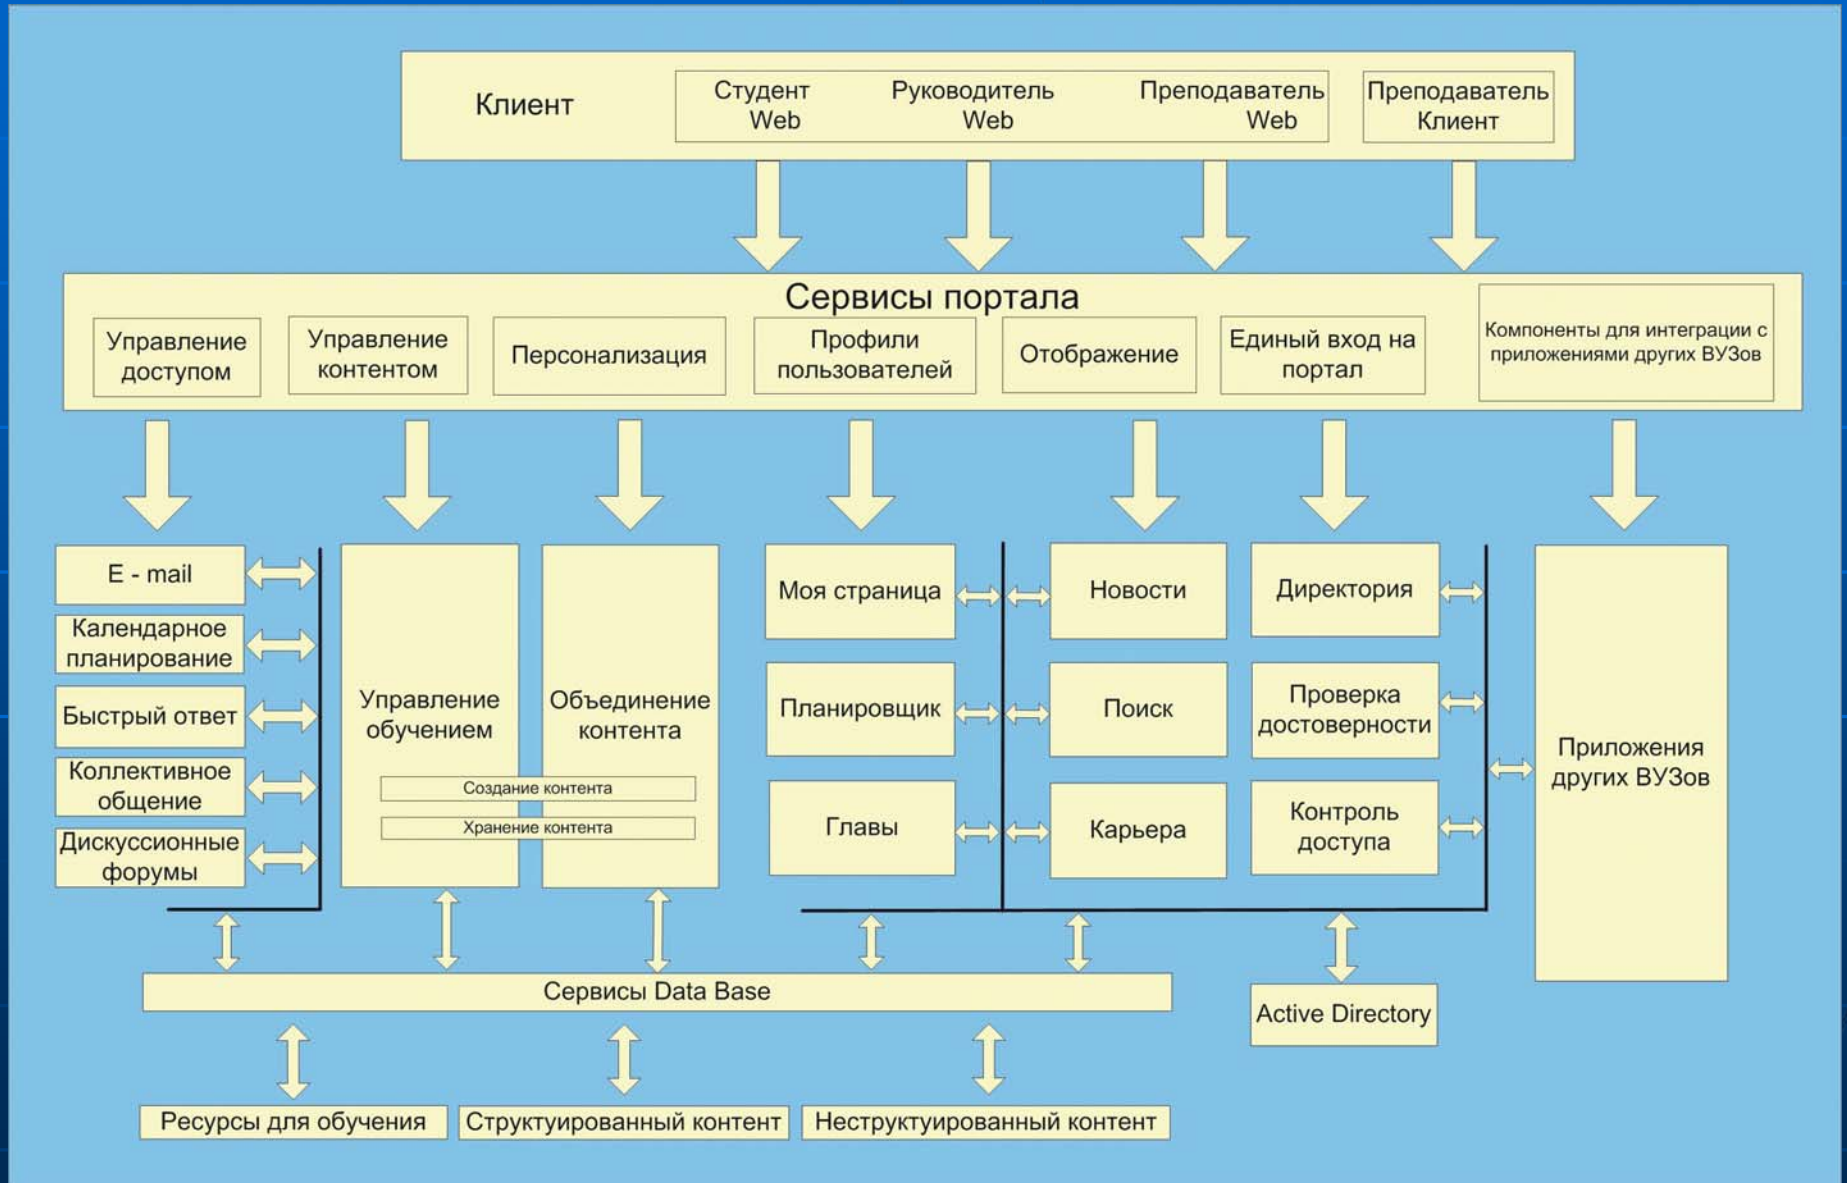 Клиент
Студент
Web
Руководитель
Web
Преподаватель
Web
Преподаватель
Клиент
Сервисы портала
Управление
доступом
Управление
контентом
Персонализация
Профили
пользователей
Отображение
Единый вход на
портал
Компоненты для интеграции с
приложениями других ВУЗов
E - mail
Календарное
планирование
Быстрый ответ
Коллективное
общение
Дискуссионные
форумы
Управление
обучением
Объединение
контента
Создание контента
Хранение контента
Моя страница
Планировщик
Главы
Новости
Поиск
Карьера
Директория
Проверка
достоверности
Контроль
доступа
Приложения
других ВУЗов
Сервисы Data Base
Active Directory
Ресурсы для обучения
Структуированный контент
Неструктуированный контент